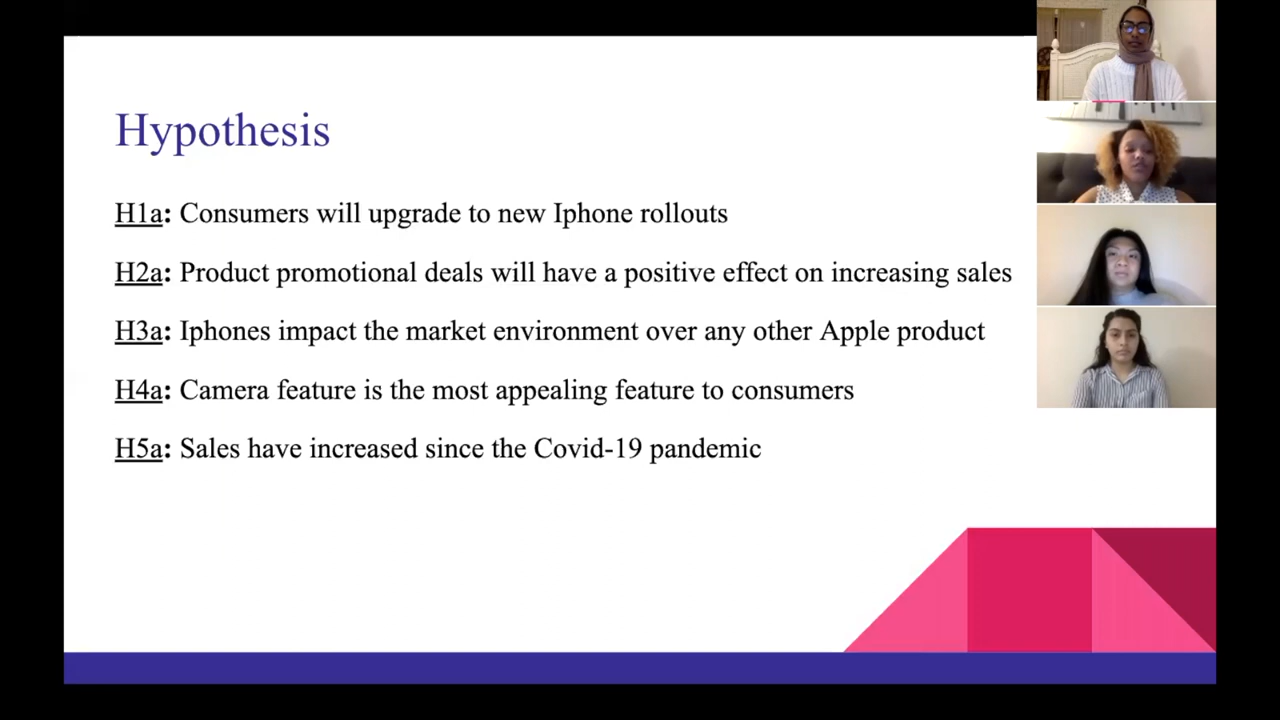 Hypothesis
H1a: Consumers will upgrade to new Iphone rollouts
H2a: Product promotional deals will have a positive effect on increasing sales
H3a: Iphones impact the market environment over any other Apple product
H4a: Camera feature is the most appealing feature to consumers
H5a: Sales have increased since the Covid-19 pandemic